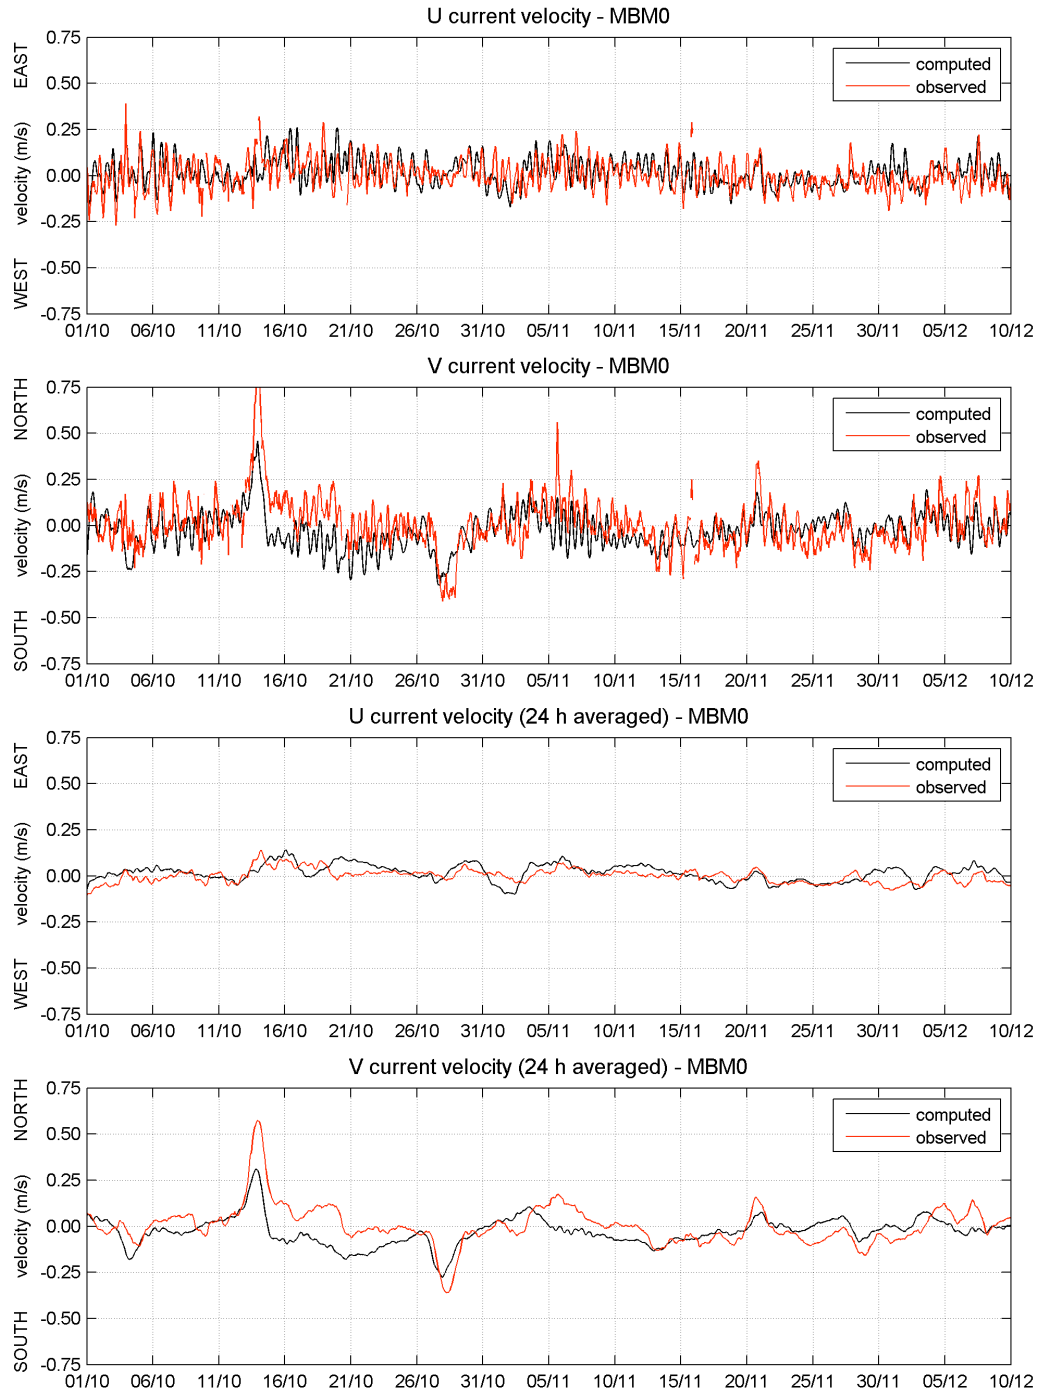 U current velocity - MBM0
0.75
0.50
0.25
0.00
-0.25
-0.50
-0.75
WEST velocity (m/s) EAST
computed
observed
01/10 06/10 11/10 16/10 21/10 26/10 31/10 05/11 10/11 15/11 20/11 25/11 30/11 05/12 10/12
V current velocity - MBM0
0.75
0.50
0.25
0.00
-0.25
-0.50
-0.75
SOUTH velocity (m/s) NORTH
computed
observed
01/10 06/10 11/10 16/10 21/10 26/10 31/10 05/11 10/11 15/11 20/11 25/11 30/11 05/12 10/12
U current velocity (24 h averaged) - MBM0
0.75
0.50
0.25
0.00
-0.25
-0.50
-0.75
WEST velocity (m/s) EAST
computed
observed
01/10 06/10 11/10 16/10 21/10 26/10 31/10 05/11 10/11 15/11 20/11 25/11 30/11 05/12 10/12
V current velocity (24 h averaged) - MBM0
0.75
0.50
0.25
0.00
-0.25
-0.50
-0.75
SOUTH velocity (m/s) NORTH
computed
observed
01/10 06/10 11/10 16/10 21/10 26/10 31/10 05/11 10/11 15/11 20/11 25/11 30/11 05/12 10/12